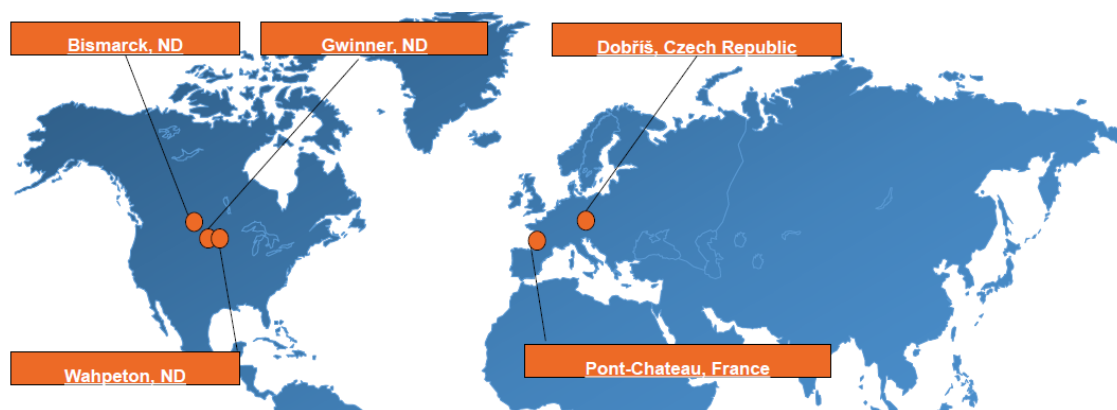 Bismarck, ND
Gwinner, ND
Dobříš, Czech Republic
Wahpeton, ND
Pont-Chateau, France